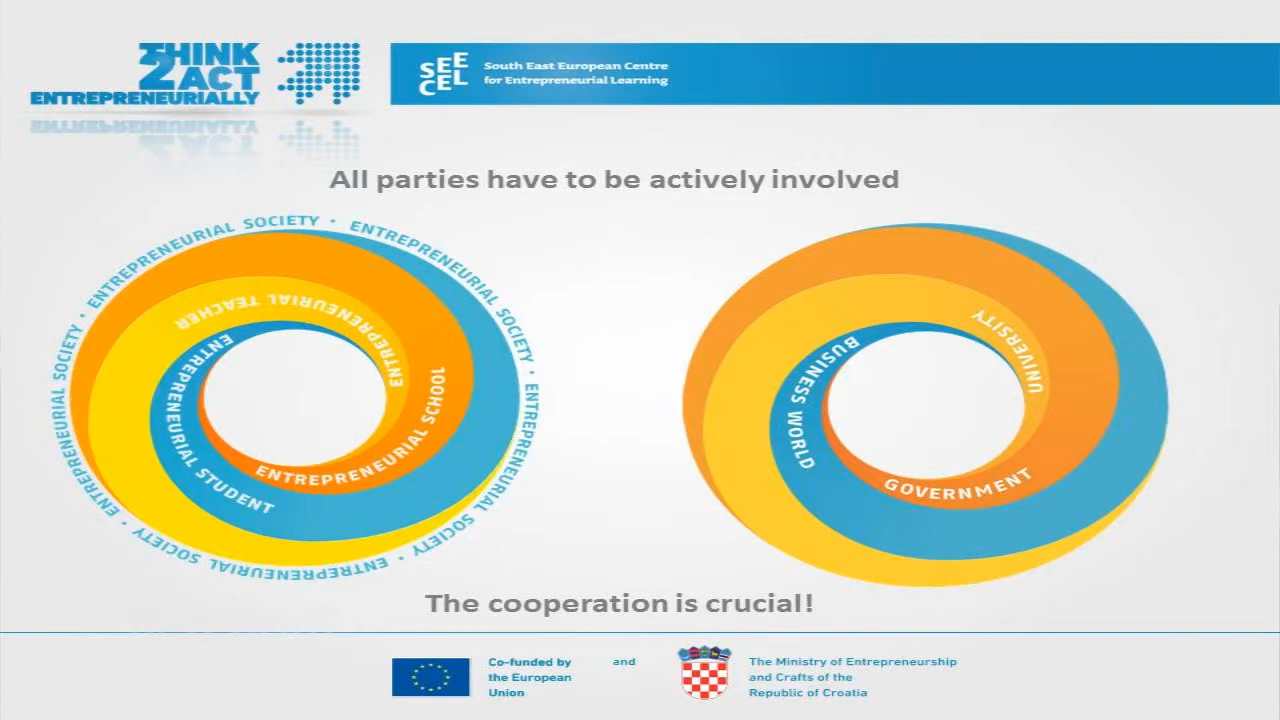 THINK
2 ACT
ENTREPRENEURIALLY
SEE
CEL
South East European Centre
for Entrepreneurial Learning
All parties have to be actively involved
ENTREPRENEURIAL SOCIETY • ENTREPRENEURIAL SOCIETY • ENTREPRENEURIAL SOCIETY • ENTREPRENEURIAL SOCIETY • ENTREPRENEURIAL SOCIETY •
ENTREPRENEURIAL TEACHER
ENTREPRENEURIAL STUDENT
ENTREPRENEURIAL SCHOOL
UNIVERSITY
BUSINESS WORLD
GOVERNMENT
The cooperation is crucial!
Co-funded by
the European
Union
and
The Ministry of Entrepreneurship
and Crafts of the
Republic of Croatia